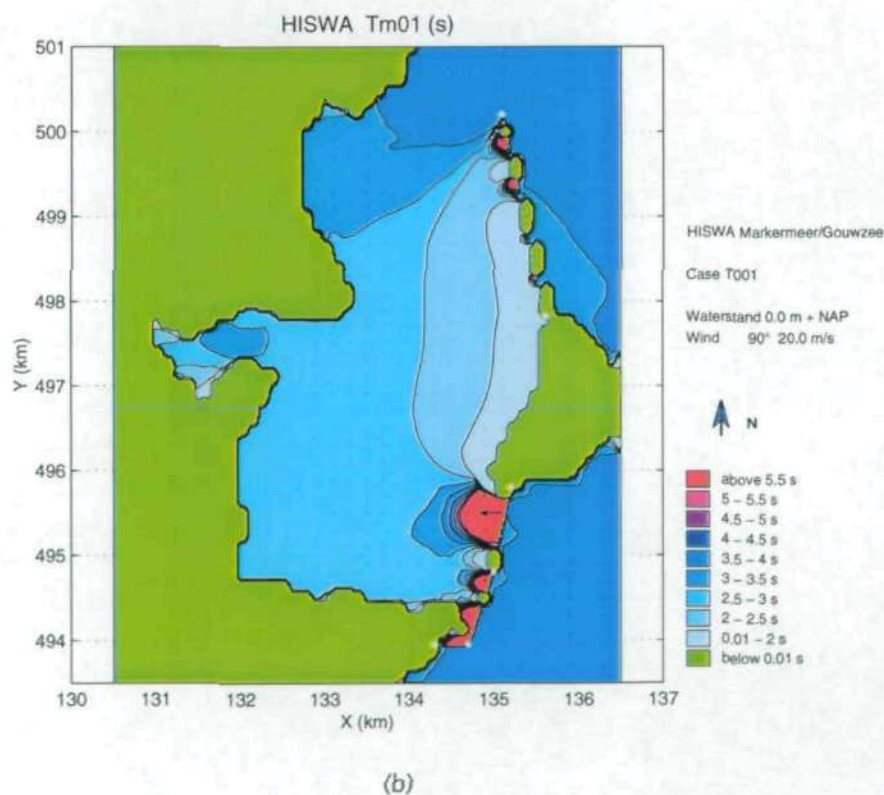 HISWA Tm01 (s)
501
500
499
498
497
496
495
494
Y (km)
130
131
132
133
134
135
136
137
X (km)
HISWA Markermeer/Gouwzee
Case T001
Waterstand 0.0 m + NAP
Wind 90° 20.0 m/s
N
above 5.5 s
5 – 5.5 s
4.5 – 5 s
4 – 4.5 s
3.5 – 4 s
3 – 3.5 s
2.5 – 3 s
2 – 2.5 s
0.01 – 2 s
below 0.01 s
(b)